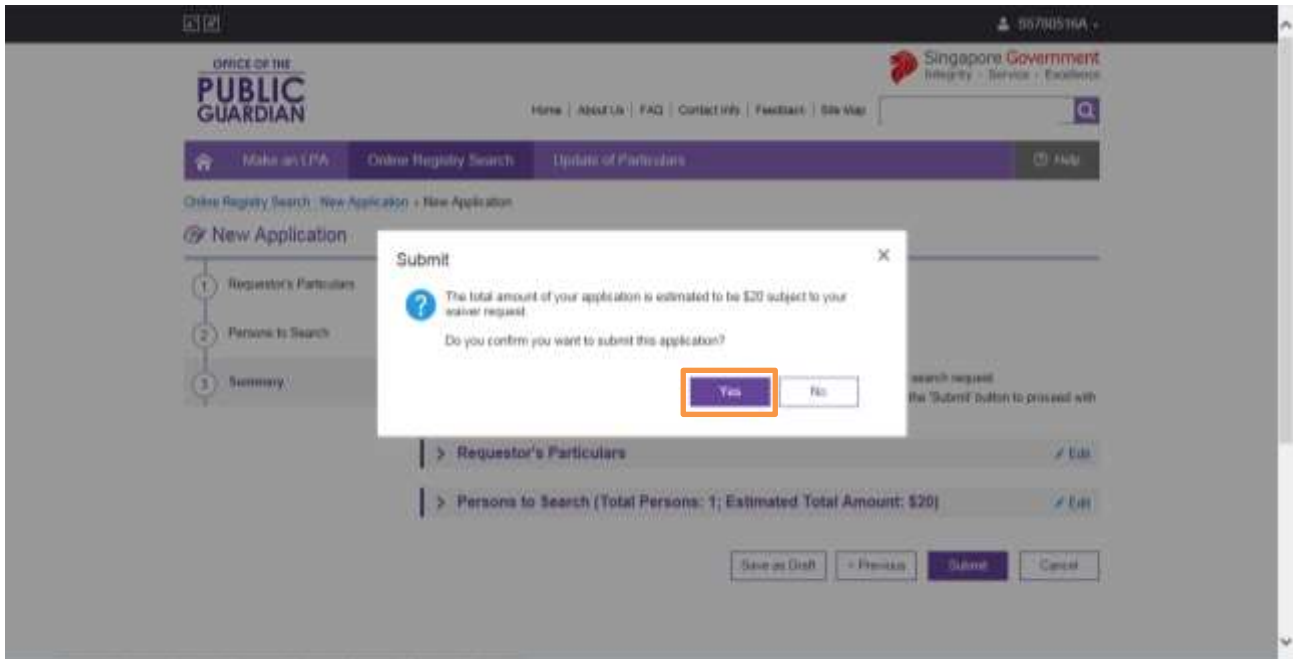 OFFICE OF THE
PUBLIC
GUARDIAN
Singapore Government
Integrity · Service · Excellence
Home | About Us | FAQ | Contact Info | Feedback | Site Map
Make an LPA
Online Registry Search
Update of Particulars
Help
Online Registry Search : New Application › New Application
New Application
1 Requestor's Particulars
2 Persons to Search
3 Summary
Submit
×
The total amount of your application is estimated to be $20 subject to your
waiver request.
Do you confirm you want to submit this application?
Yes
No
search request.
the 'Submit' button to proceed with
> Requestor's Particulars
Edit
> Persons to Search (Total Persons: 1; Estimated Total Amount: $20)
Edit
Save as Draft
< Previous
Submit
Cancel